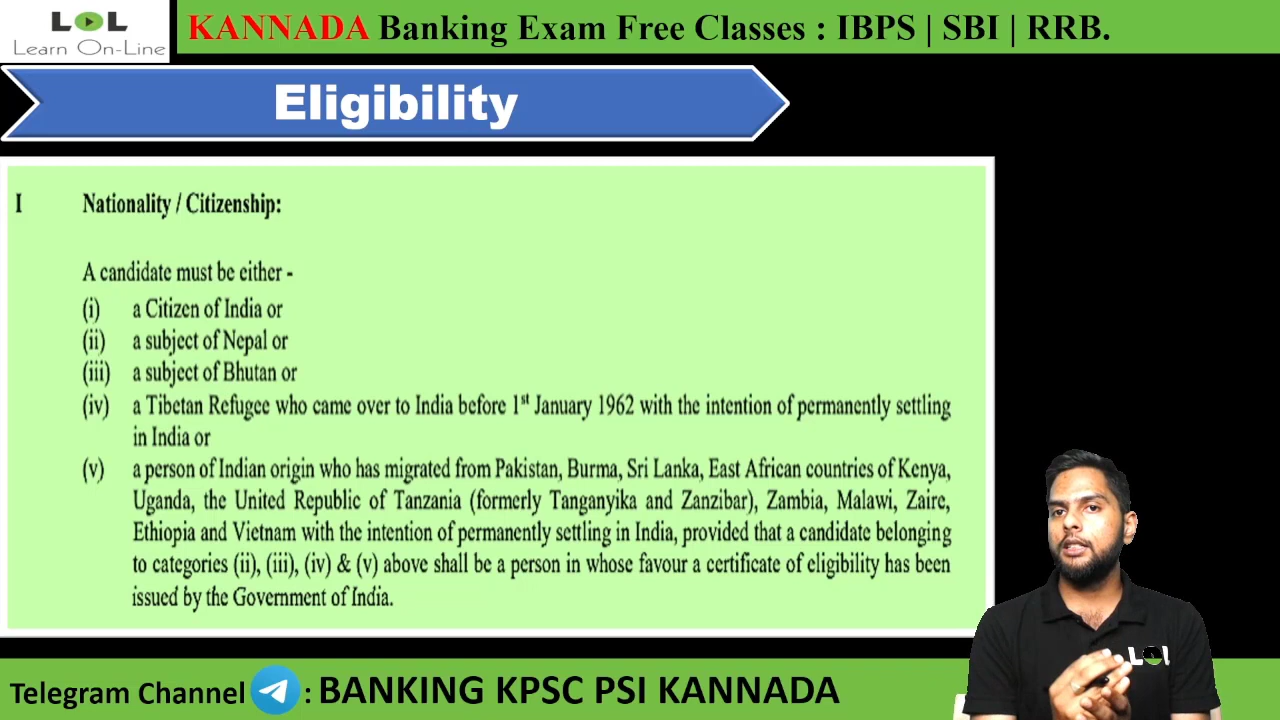 LOL
Learn On-Line
KANNADA Banking Exam Free Classes : IBPS | SBI | RRB.
Eligibility
I Nationality / Citizenship:
A candidate must be either -
(i) a Citizen of India or
(ii) a subject of Nepal or
(iii) a subject of Bhutan or
(iv) a Tibetan Refugee who came over to India before 1st January 1962 with the intention of permanently settling
in India or
(v) a person of Indian origin who has migrated from Pakistan, Burma, Sri Lanka, East African countries of Kenya,
Uganda, the United Republic of Tanzania (formerly Tanganyika and Zanzibar), Zambia, Malawi, Zaire,
Ethiopia and Vietnam with the intention of permanently settling in India, provided that a candidate belonging
to categories (ii), (iii), (iv) & (v) above shall be a person in whose favour a certificate of eligibility has been
issued by the Government of India.
LOL
Telegram Channel : BANKING KPSC PSI KANNADA